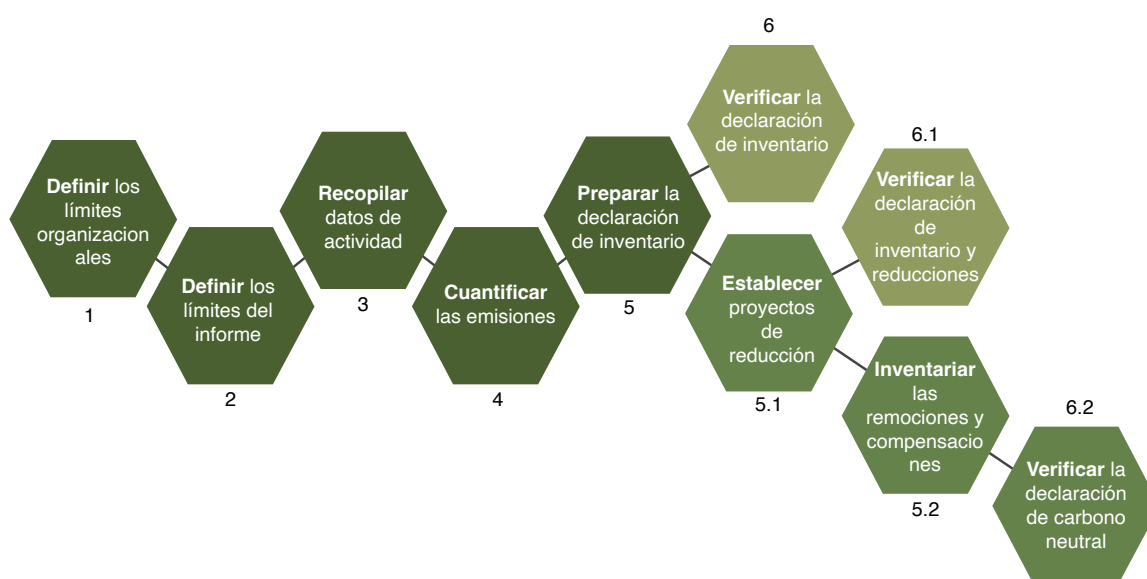 Definir los
límites
organizacion
ales
1
Definir los
límites del
informe
2
Recopilar
datos de
actividad
3
Cuantificar
las emisiones
4
Preparar la
declaración
de inventario
5
6
Verificar la
declaración
de inventario
Establecer
proyectos
de
reducción
5.1
6.1
Verificar la
declaración
de
inventario y
reducciones
Inventariar
las
remociones y
compensacio
nes
5.2
6.2
Verificar la
declaración
de carbono
neutral